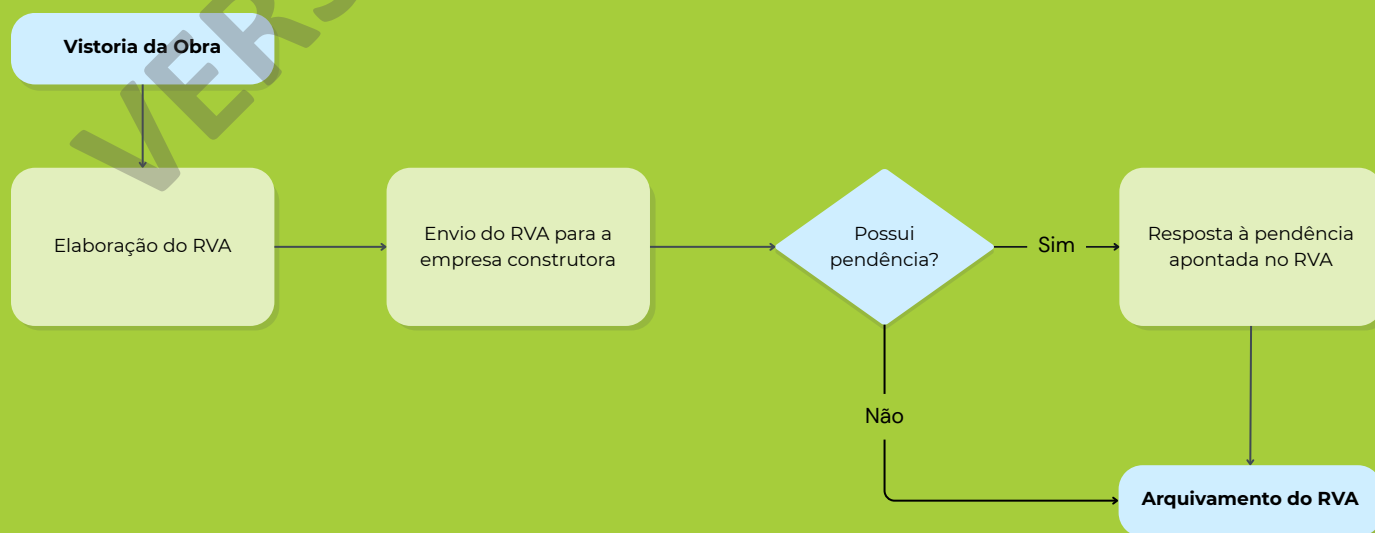 Vistoria da Obra
Elaboração do RVA
Envio do RVA para a
empresa construtora
Possui
pendência?
Sim
Resposta à pendência
apontada no RVA
Não
Arquivamento do RVA